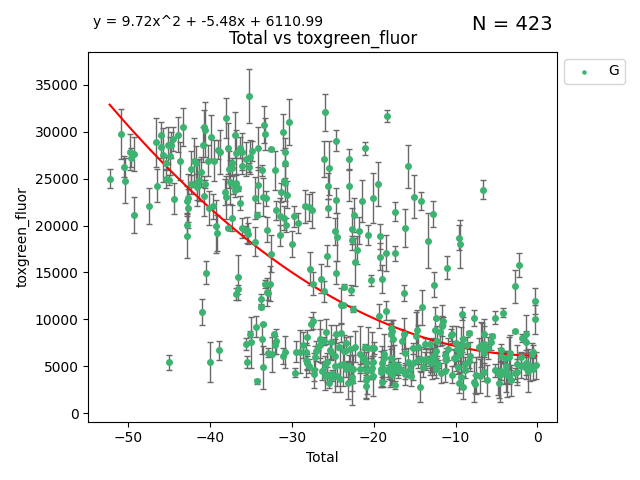 y = 9.72x^2 + -5.48x + 6110.99
N = 423
Total vs toxgreen_fluor
G
35000
30000
25000
20000
15000
10000
5000
0
toxgreen_fluor
−50
−40
−30
−20
−10
0
Total